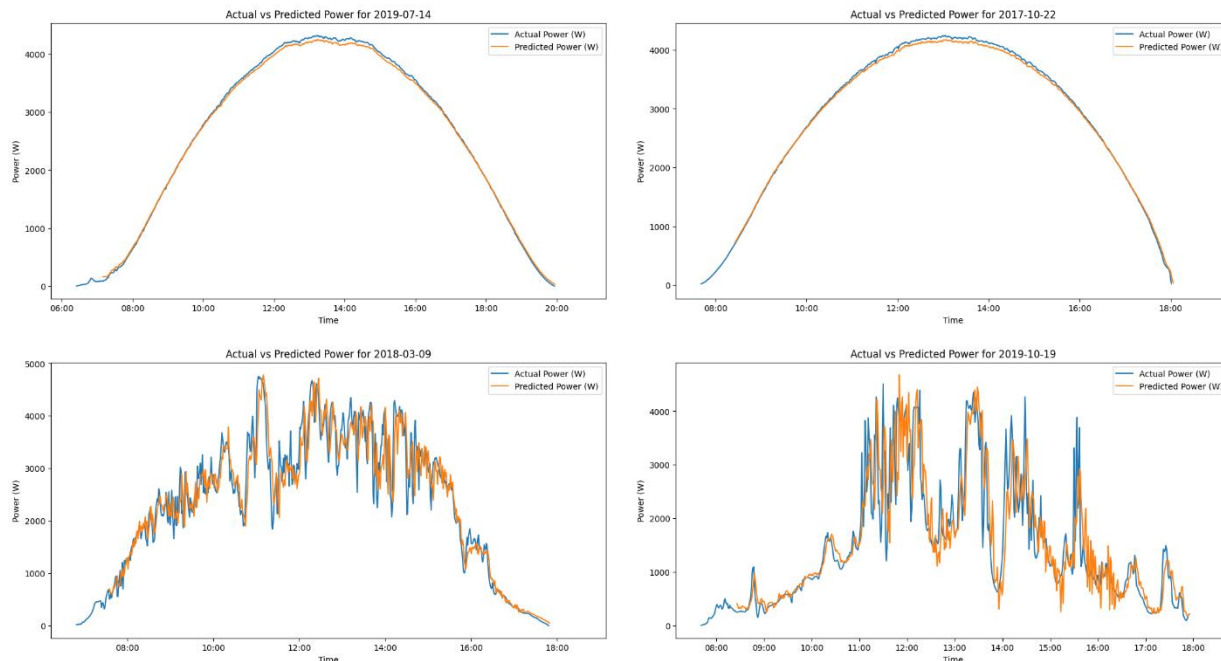 Actual vs Predicted Power for 2019-07-14
Actual Power (W)
Predicted Power (W)
Power (W)
4000
3000
2000
1000
0
06:00 08:00 10:00 12:00 14:00 16:00 18:00 20:00
Time
Actual vs Predicted Power for 2017-10-22
Actual Power (W)
Predicted Power (W)
Power (W)
4000
3000
2000
1000
0
08:00 10:00 12:00 14:00 16:00 18:00
Time
Actual vs Predicted Power for 2018-03-09
Actual Power (W)
Predicted Power (W)
Power (W)
5000
4000
3000
2000
1000
0
08:00 10:00 12:00 14:00 16:00 18:00
Time
Actual vs Predicted Power for 2019-10-19
Actual Power (W)
Predicted Power (W)
Power (W)
4000
3000
2000
1000
0
08:00 09:00 10:00 11:00 12:00 13:00 14:00 15:00 16:00 17:00 18:00
Time